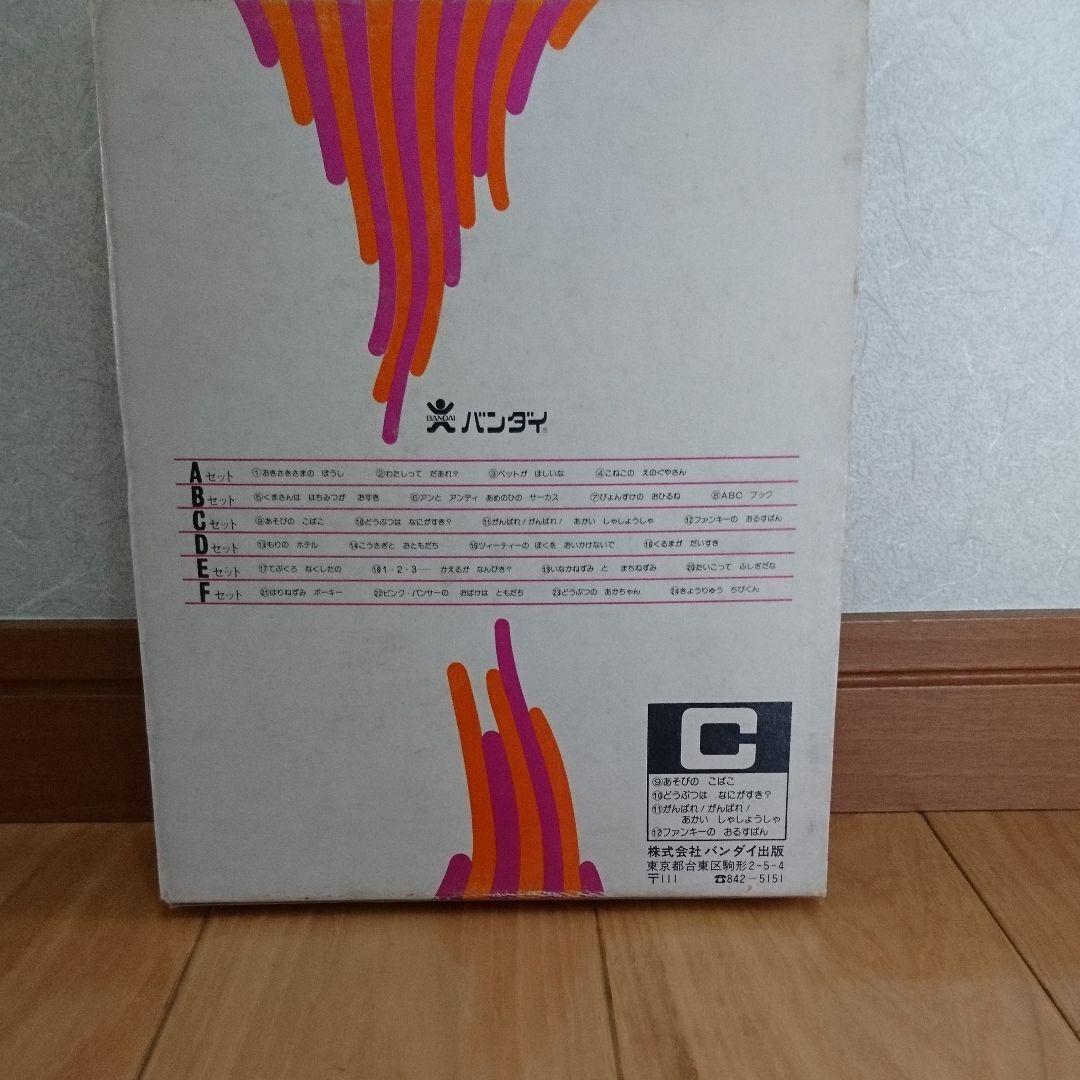 BANDAI バンダイ
Aセット ①おきさきさまの ぼうし ②わたしって だあれ? ③ペットが ほしいな ④こねこの えのぐやさん
Bセット ⑤くまさんは はちみつが おすき ⑥アンと アンディ あめのひの サーカス ⑦ぴょんすけの おひるね ⑧ABC ブック
Cセット ⑨あそびの こばこ ⑩どうぶつは なにがすき? ⑪がんばれ!がんばれ! あかい しゃしょうしゃ ⑫ファンキーの おるすばん
Dセット ⑬もりの ホテル ⑭こうさぎと おともだち ⑮ツィーティーの ぼくを おいかけないで ⑯くるまが だいすき
Eセット ⑰てぶくろ なくしたの ⑱1・2・3── かえるが なんびき? ⑲いなかねずみ と まちねずみ ⑳たいこって ふしぎだな
Fセット ㉑はりねずみ ポーキー ㉒ピンク・パンサーの おばけは ともだち ㉓どうぶつの あかちゃん ㉔きょうりゅう ちびくん
C
⑨あそびの こばこ
⑩どうぶつは なにがすき?
⑪がんばれ!がんばれ!
あかい しゃしょうしゃ
⑫ファンキーの おるすばん
株式会社バンダイ出版
東京都台東区駒形2-5-4
〒111 ☎842-5151